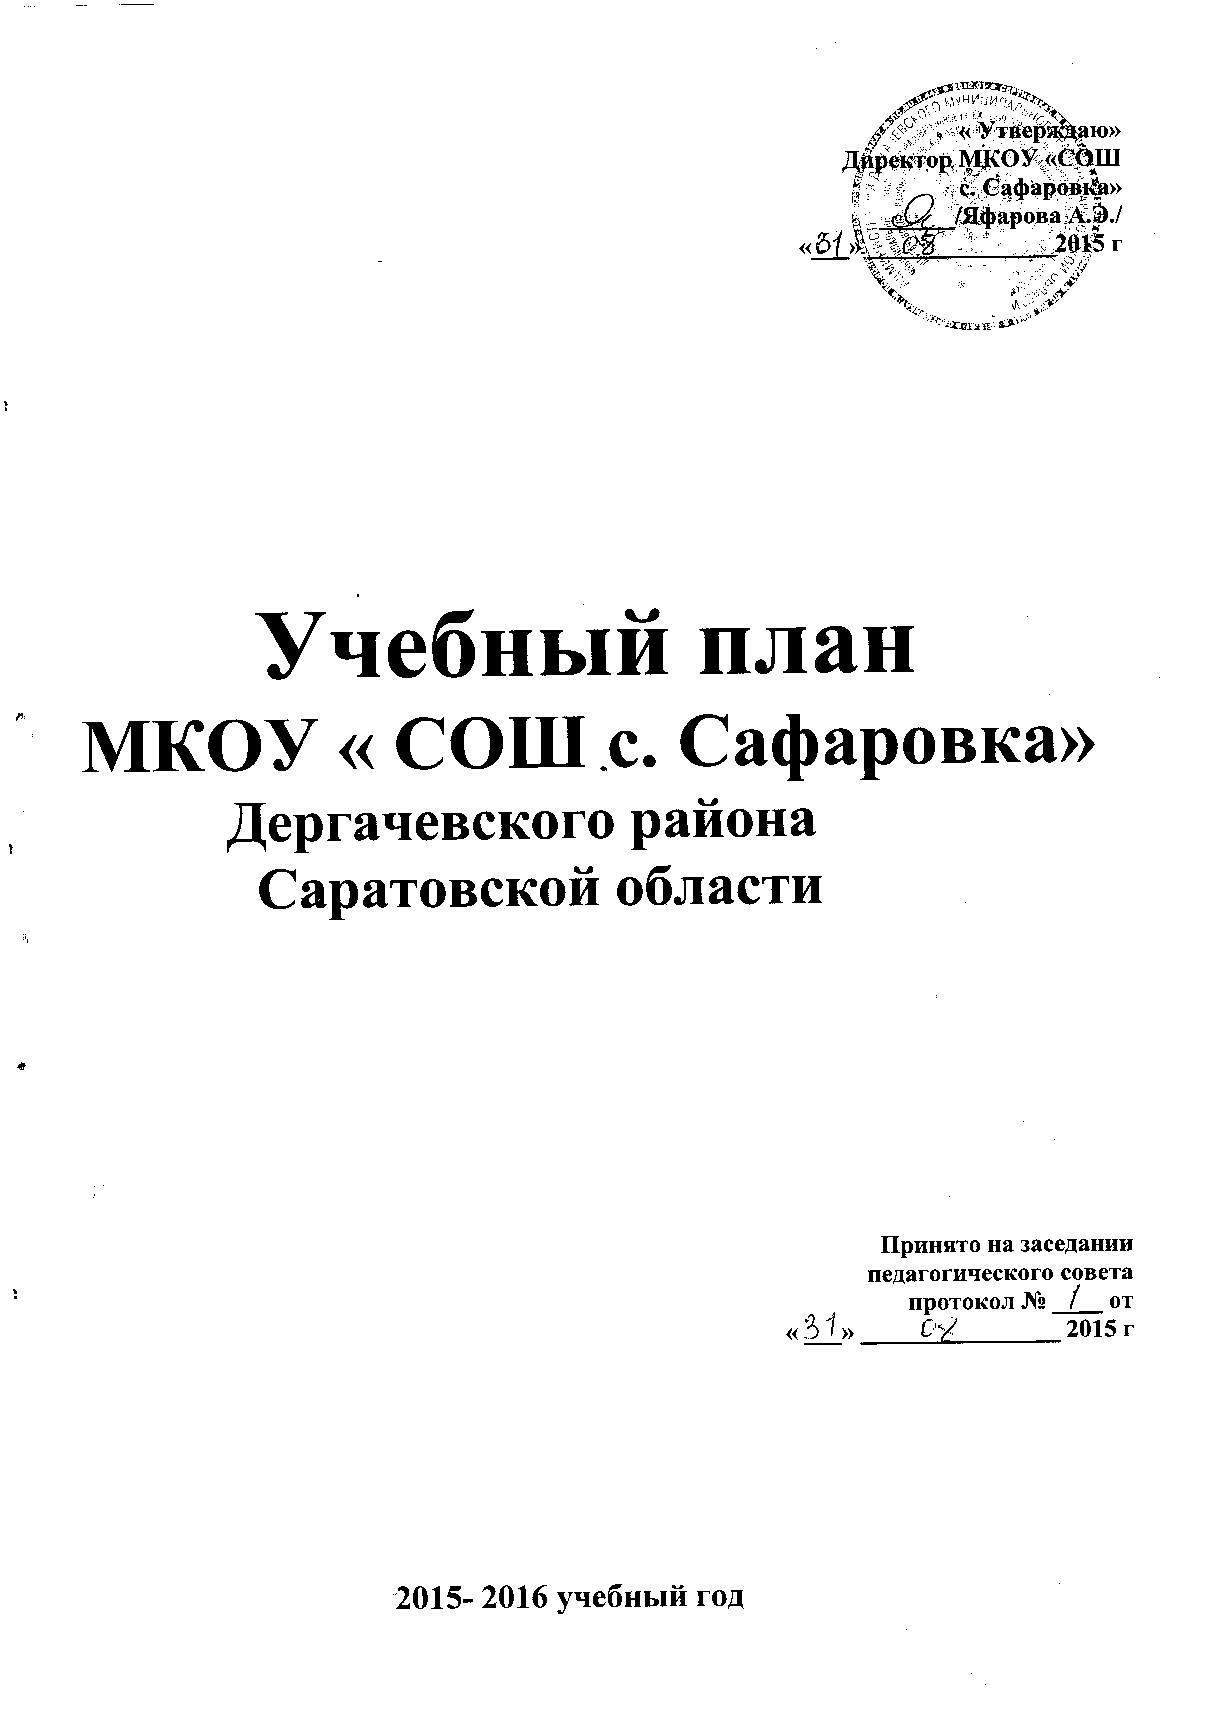 « Утверждаю»
Директор МКОУ «СОШ
с. Сафаровка»
/Яфарова А.Э./
«31» 08 2015 г
Учебный план
МКОУ « СОШ с. Сафаровка»
Дергачевского района
Саратовской области
Принято на заседании
педагогического совета
протокол № 1 от
«31» 08 2015 г
2015- 2016 учебный год